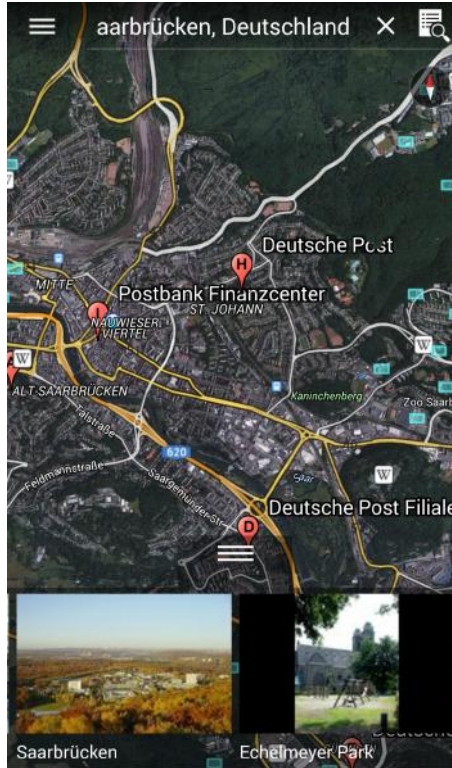 aarbrücken, Deutschland
Deutsche Post
H
MITTE
Postbank Finanzcenter
ST. JOHANN
NAUWIESER
VIERTEL
W
W
ALT-SAARBRÜCKEN
Kaninchenberg
Zoo Saarb
Talstraße
620
Feldmannstraße
W
Saar
Saargemünder-Str
Deutsche Post Filiale
D
Deutsche
Saarbrücken
Echelmeyer Park